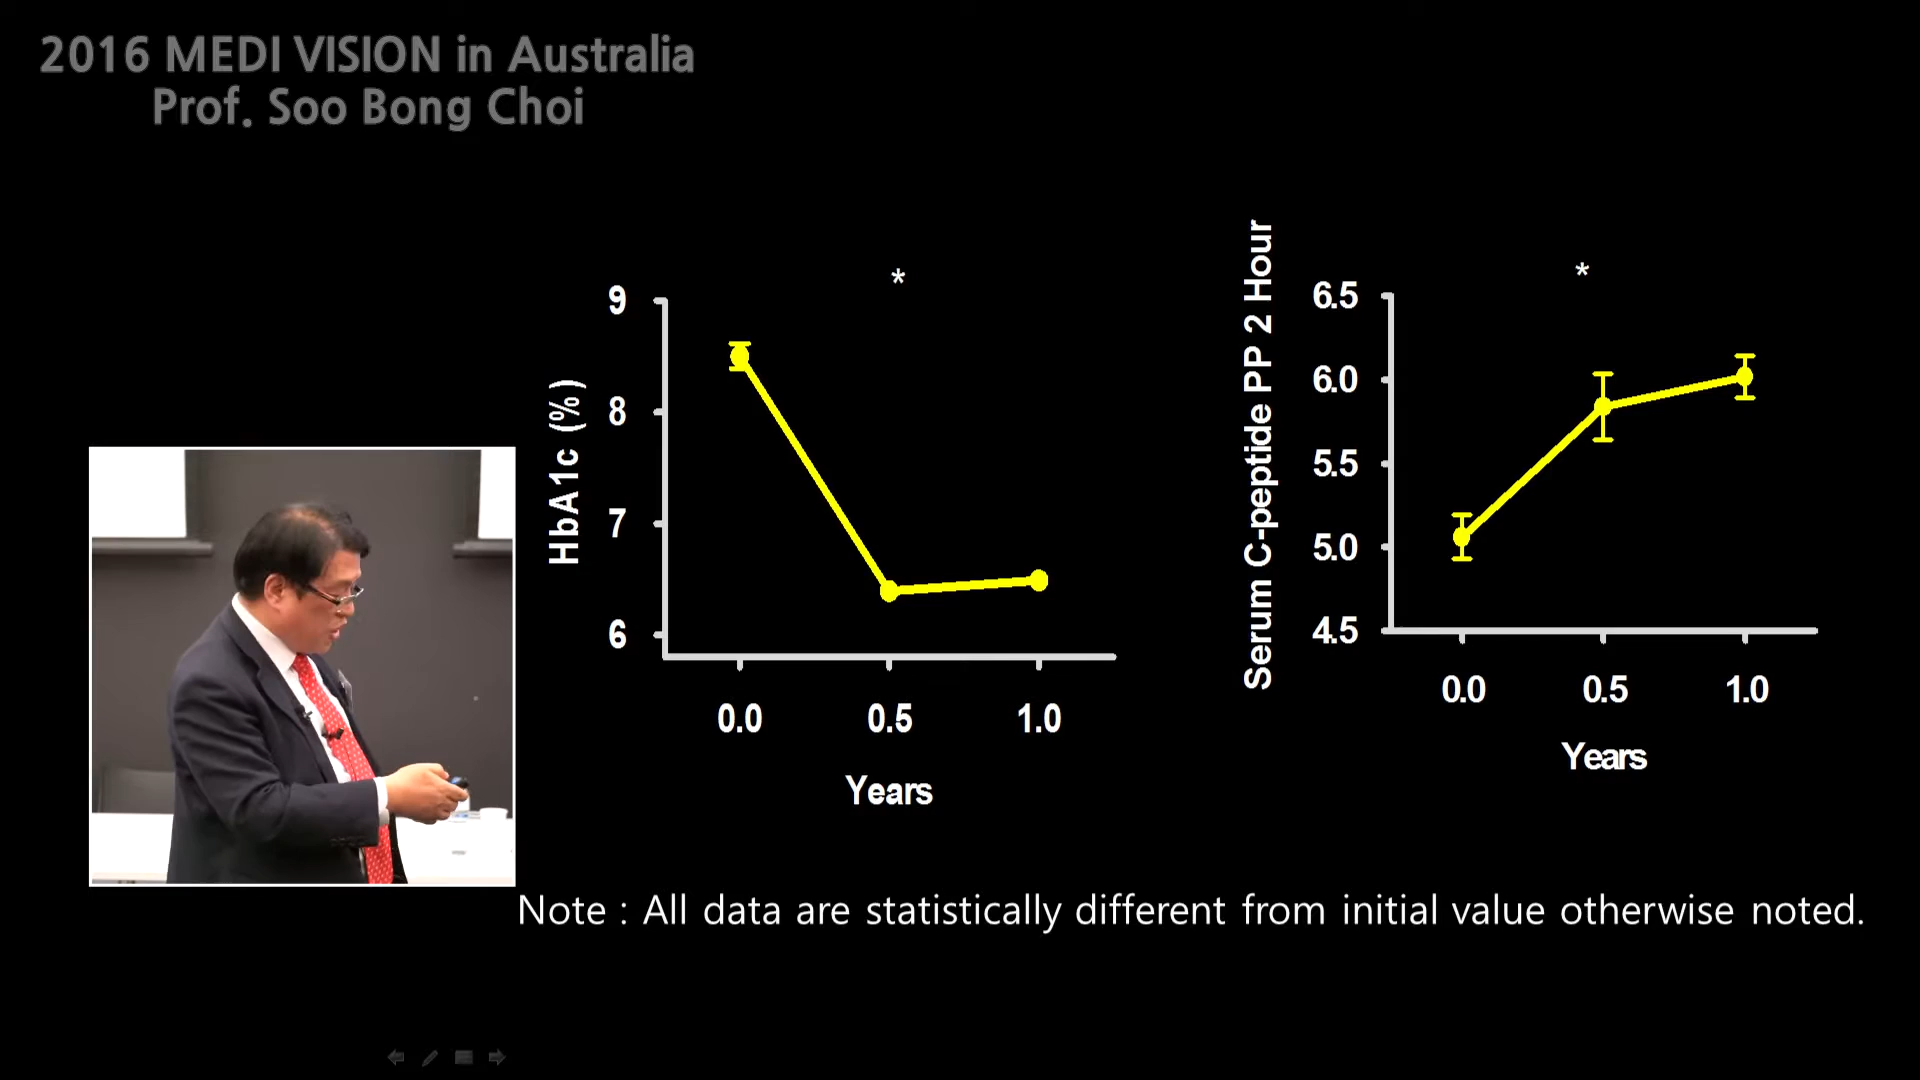 2016 MEDI VISION in Australia
Prof. Soo Bong Choi
*
9
8
7
6
HbA1c (%)
0.0 0.5 1.0
Years
*
6.5
6.0
5.5
5.0
4.5
Serum C-peptide PP 2 Hour
0.0 0.5 1.0
Years
Note : All data are statistically different from initial value otherwise noted.